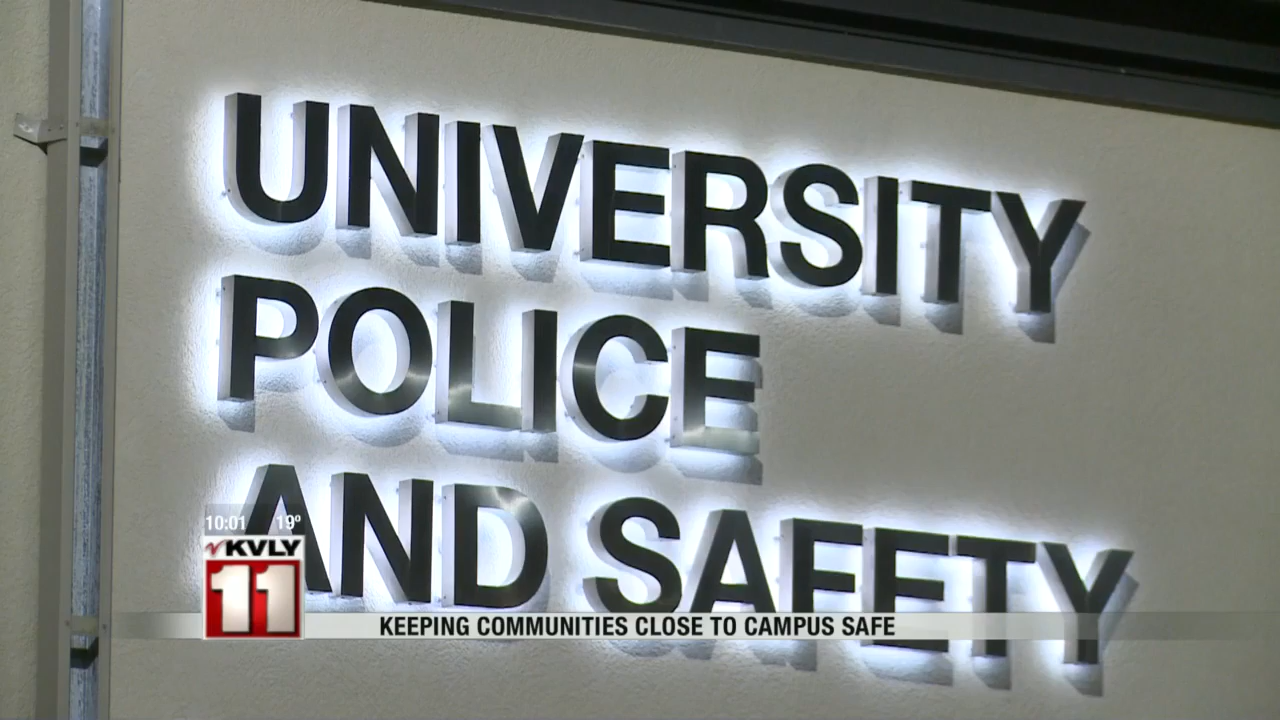 UNIVERSITY
POLICE
AND SAFETY
10:01 19°
KVLY
11
KEEPING COMMUNITIES CLOSE TO CAMPUS SAFE